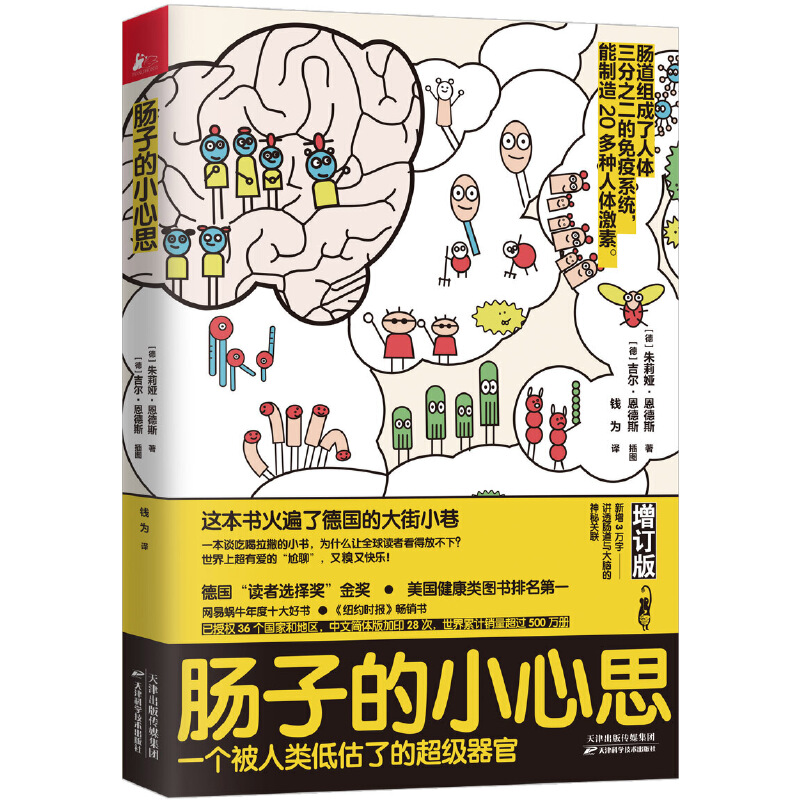 肠子的小心思
[德] 朱莉娅·恩德斯 著
[德] 吉尔·恩德斯 插图
钱为 译
天津出版传媒集团
天津科学技术出版社
肠道组成了人体
三分之二的免疫系统，
能制造 20 多种人体激素。
[德] 朱莉娅·恩德斯 著
[德] 吉尔·恩德斯 插图
钱为 译
这本书火遍了德国的大街小巷
一本谈吃喝拉撒的小书，为什么让全球读者看得放不下？
世界上超有爱的“尬聊”，又糗又快乐！
德国“读者选择奖”金奖 ● 美国健康类图书排名第一
网易蜗牛年度十大好书 ● 《纽约时报》畅销书
已授权 36 个国家和地区，中文简体版加印 28 次，世界累计销量超过 500 万册
增订版
新增 3 万字——
讲透肠道与大脑的
神秘关联
肠子的小心思
一个被人类低估了的超级器官
天津出版传媒集团
天津科学技术出版社